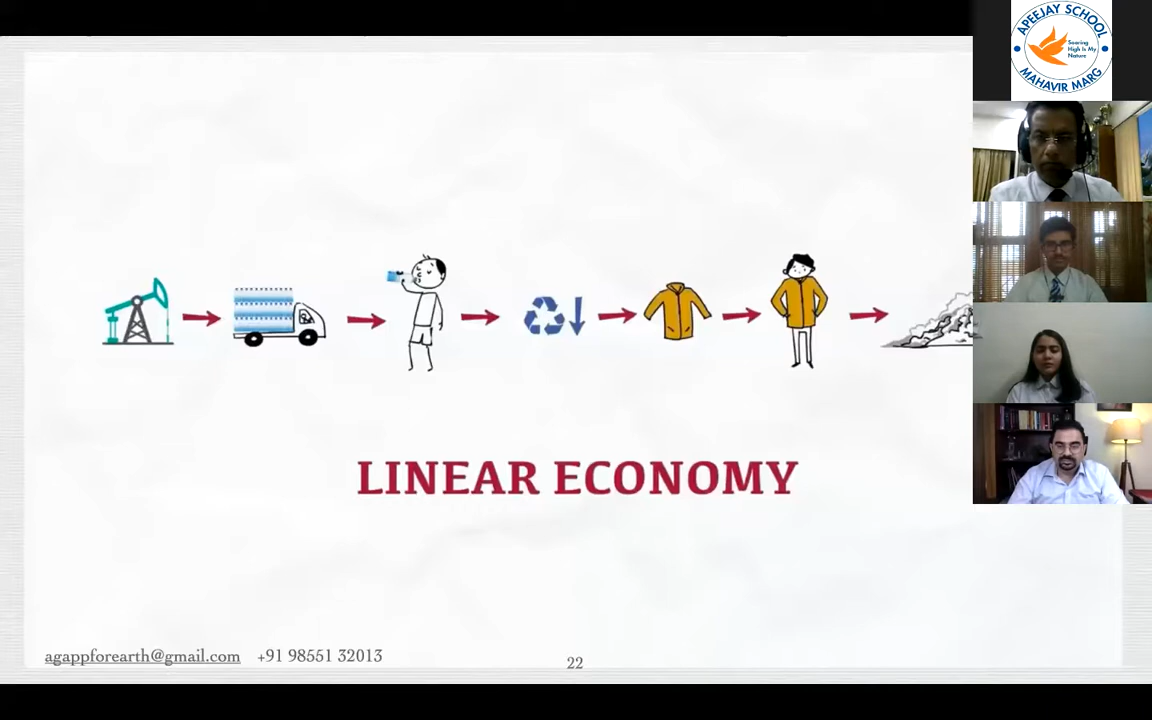 APEEJAY SCHOOL
Soaring
High Is My
Nature
MAHAVIR MARG
LINEAR ECONOMY
agappforearth@gmail.com +91 98551 32013
22